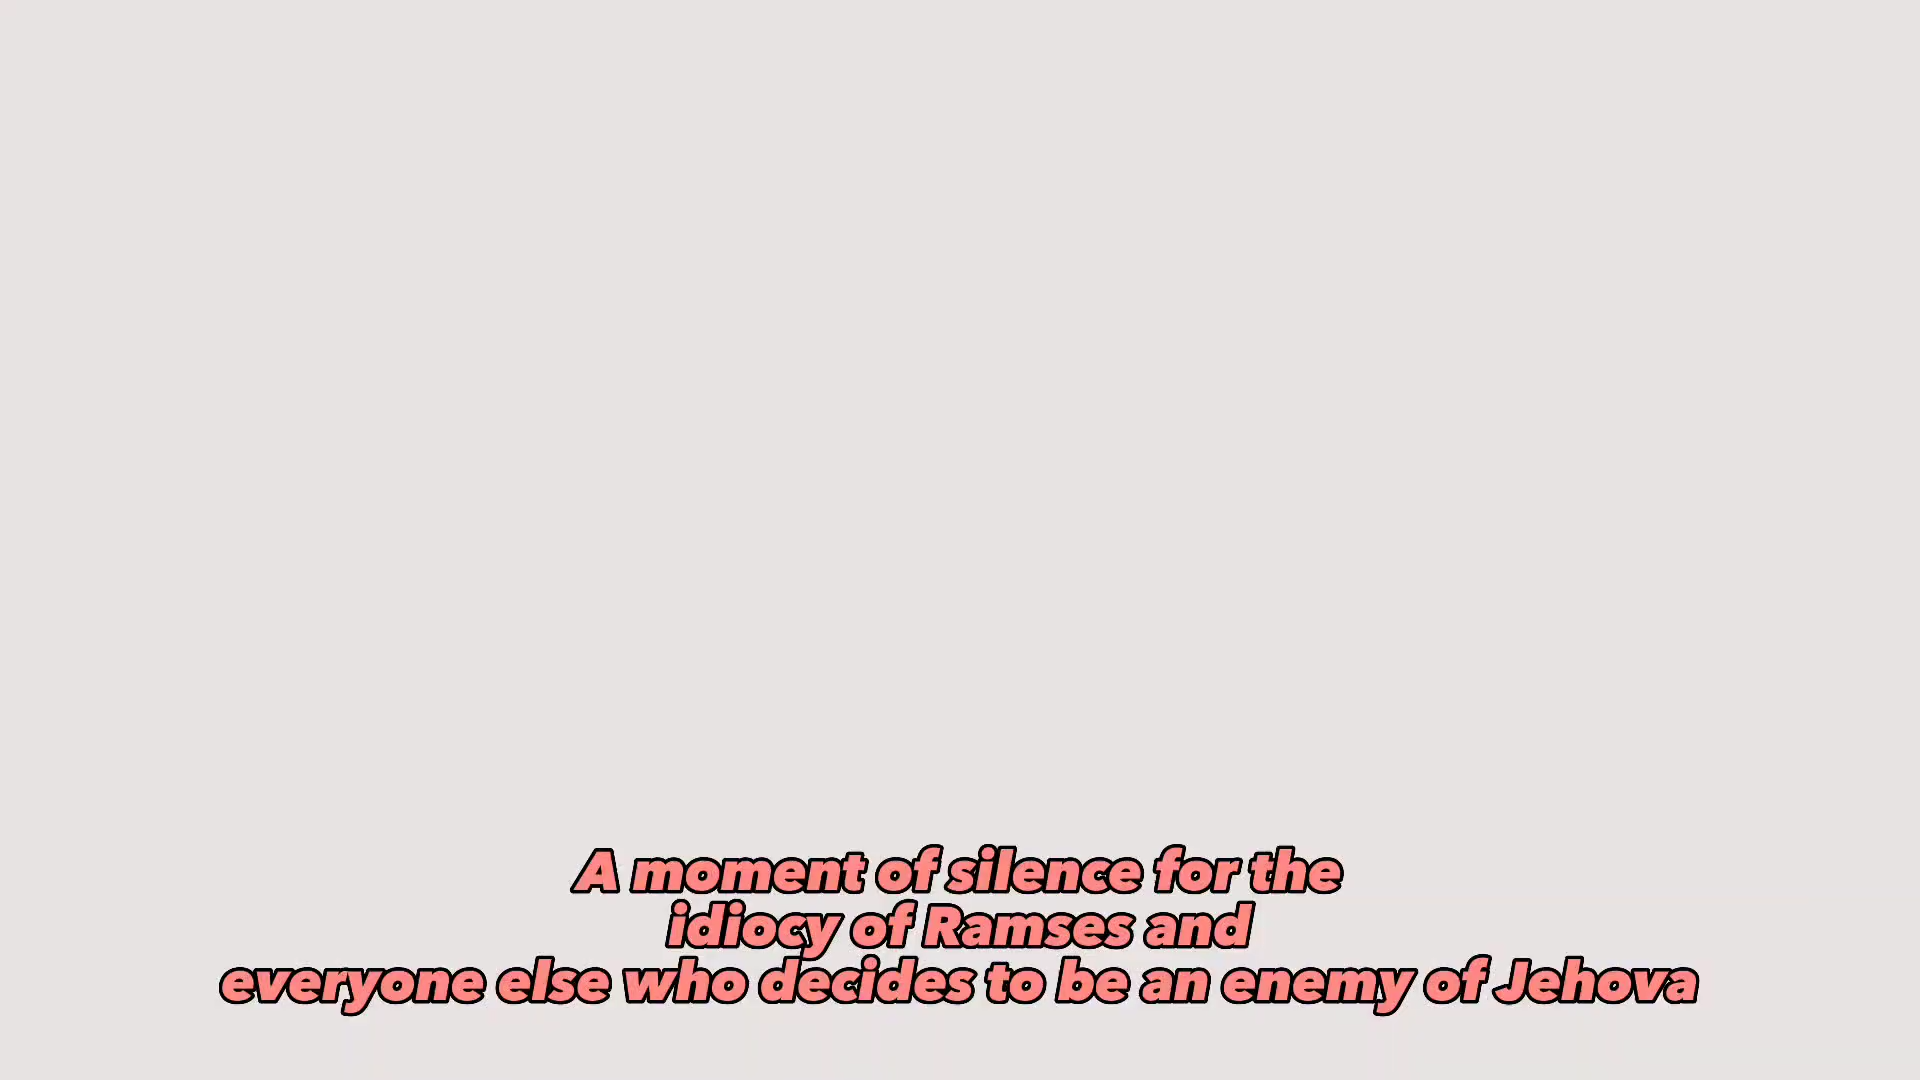 A moment of silence for the
idiocy of Ramses and
everyone else who decides to be an enemy of Jehova